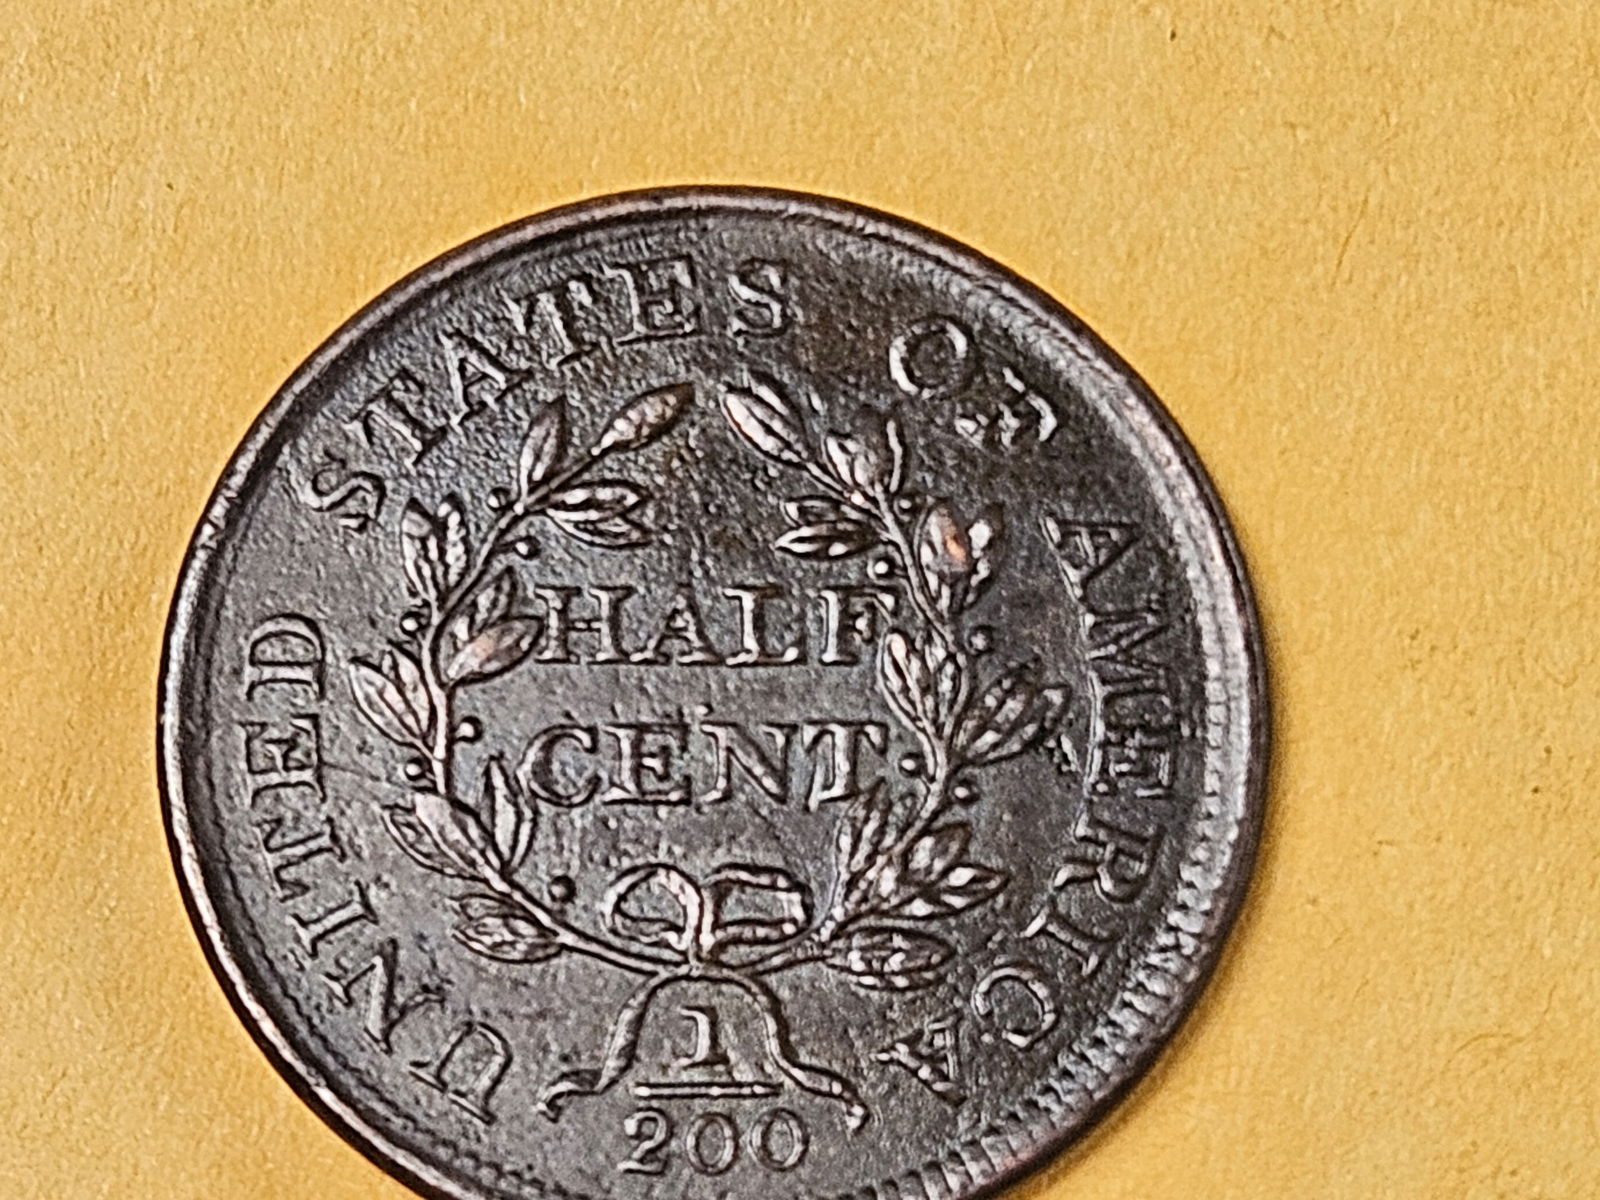 UNITED STATES OF AMERICA
HALF
CENT
1
200